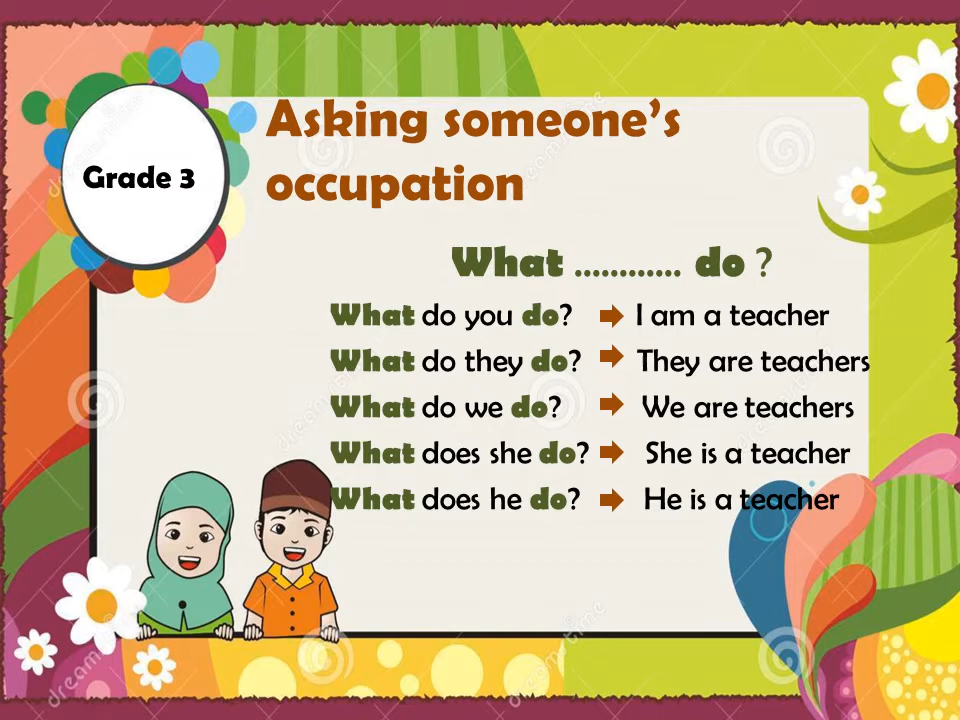 Asking someone’s
occupation
Grade 3
What ............ do ?
What do you do? I am a teacher
What do they do? They are teachers
What do we do? We are teachers
What does she do? She is a teacher
What does he do? He is a teacher
dreamstime